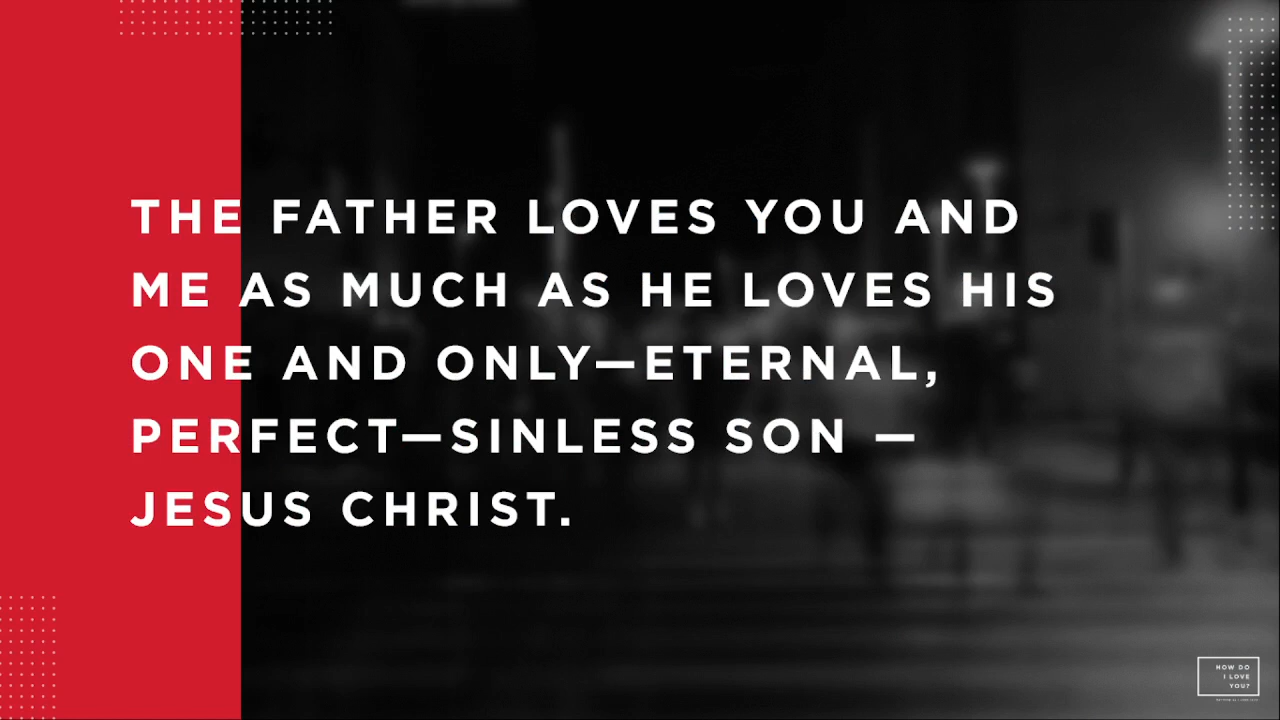 THE FATHER LOVES YOU AND
ME AS MUCH AS HE LOVES HIS
ONE AND ONLY—ETERNAL,
PERFECT—SINLESS SON —
JESUS CHRIST.
HOW DO
I LOVE
YOU?